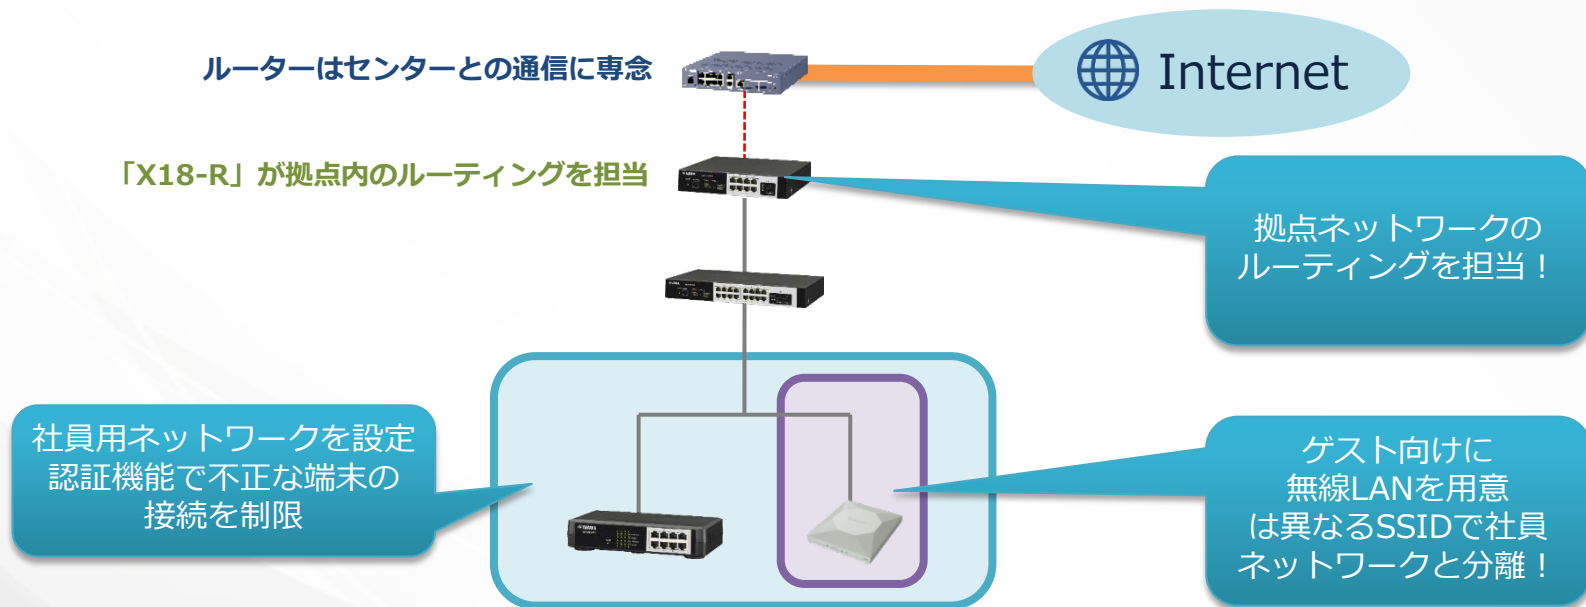 ルーターはセンターとの通信に専念
Internet
「X18-R」が拠点内のルーティングを担当
拠点ネットワークの
ルーティングを担当！
社員用ネットワークを設定
認証機能で不正な端末の
接続を制限
ゲスト向けに
無線LANを用意
は異なるSSIDで社員
ネットワークと分離！